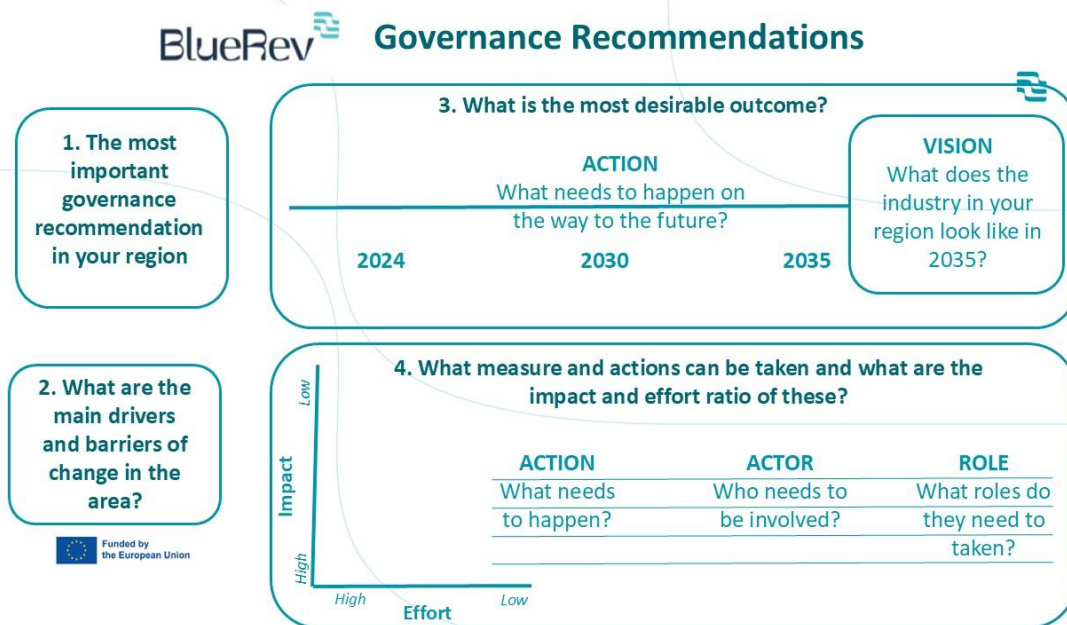 BlueRev
Governance Recommendations
1. The most
important
governance
recommendation
in your region
3. What is the most desirable outcome?
ACTION
What needs to happen on
the way to the future?
2024
2030
2035
VISION
What does the
industry in your
region look like in
2035?
2. What are the
main drivers
and barriers of
change in the
area?
Funded by
the European Union
4. What measure and actions can be taken and what are the
impact and effort ratio of these?
Low
Impact
High
High
Effort
Low
ACTION
ACTOR
ROLE
What needs
Who needs to
What roles do
to happen?
be involved?
they need to
taken?